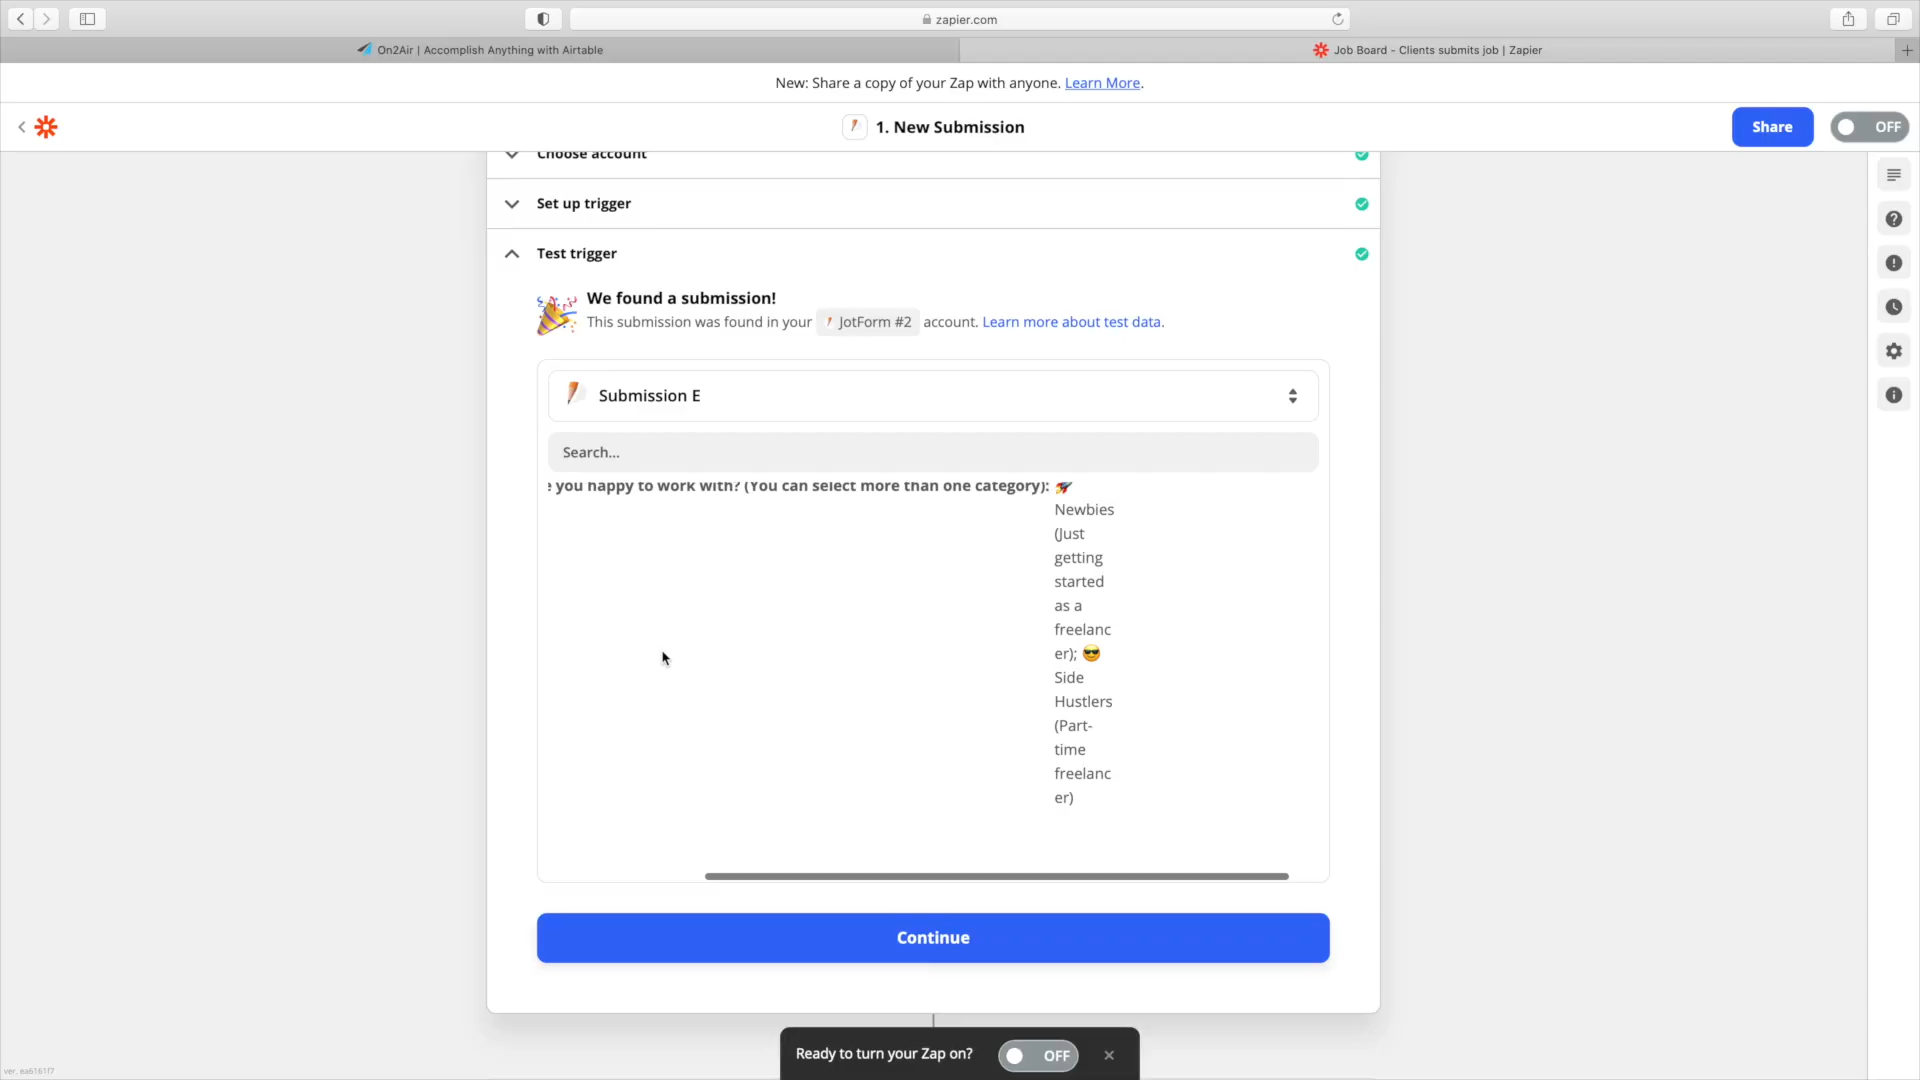 zapier.com
On2Air | Accomplish Anything with Airtable
Job Board - Clients submits job | Zapier
New: Share a copy of your Zap with anyone. Learn More.
1. New Submission
Share
OFF
Choose account
Set up trigger
Test trigger
We found a submission!
This submission was found in your JotForm #2 account. Learn more about test data.
Submission E
Search...
e you happy to work with? (You can select more than one category): 🚀
Newbies
(Just
getting
started
as a
freelanc
er); 😎
Side
Hustlers
(Part-
time
freelanc
er)
Continue
Ready to turn your Zap on?
OFF
ver. ea6161f7